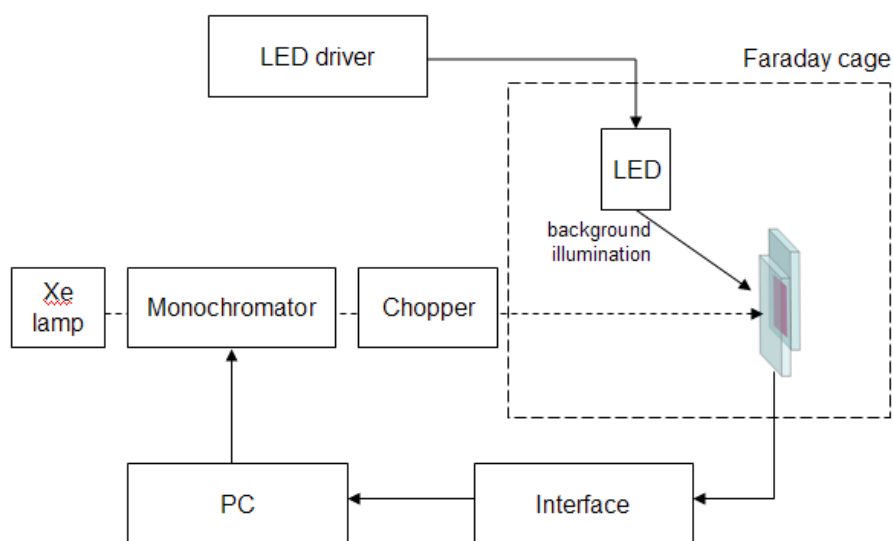 LED driver
Faraday cage
LED
background
illumination
Xe
lamp
Monochromator
Chopper
PC
Interface